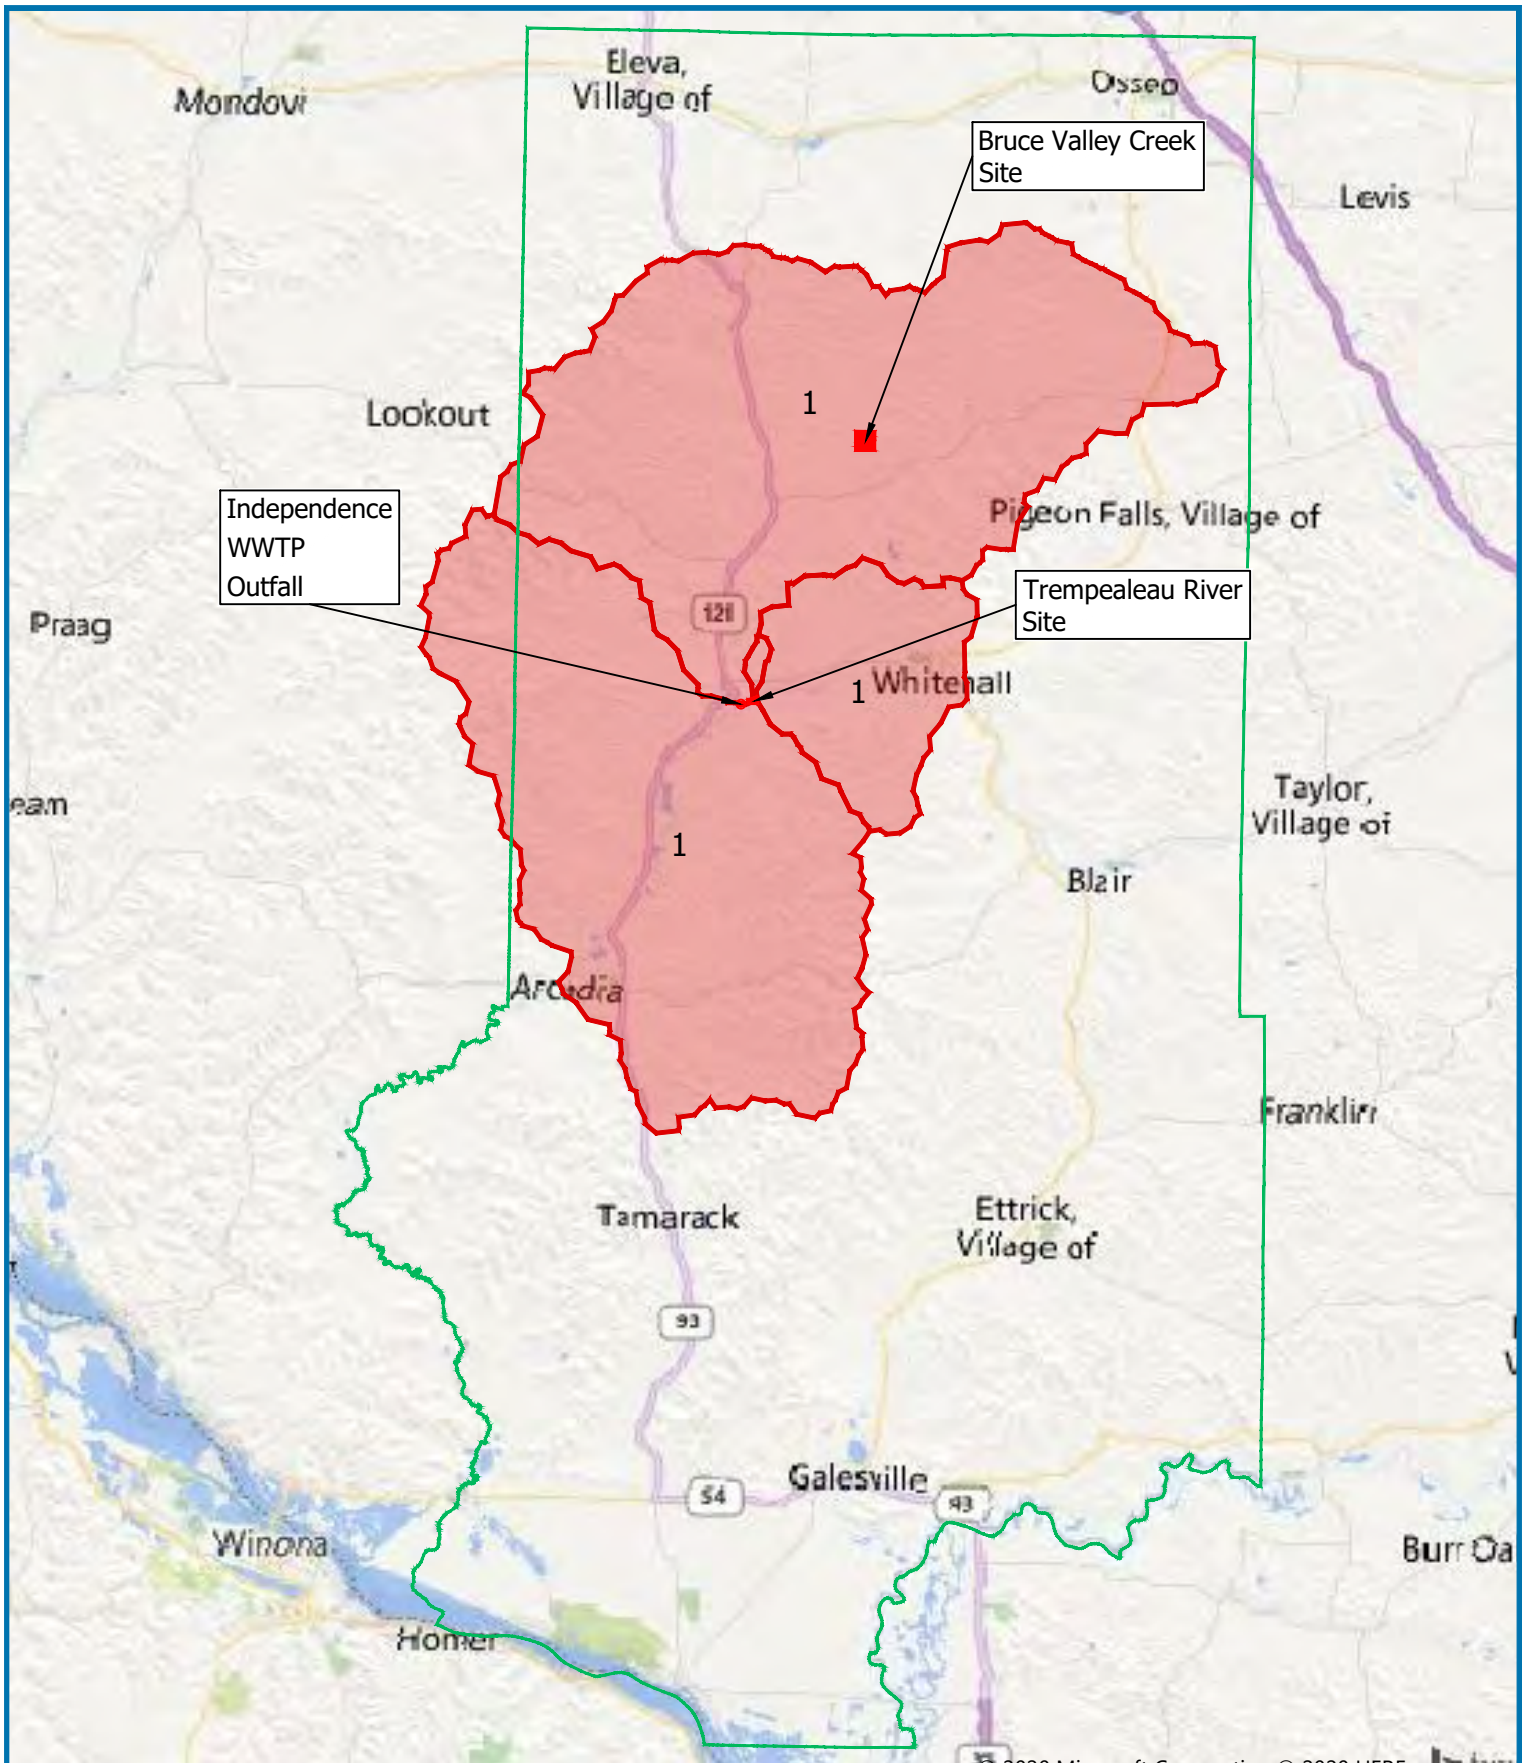 Eleva,
Village of
Osseo
Mondovi
Bruce Valley Creek
Site
Levis
1
Lookout
Independence
WWTP
Outfall
Pigeon Falls, Village of
121
Trempealeau River
Site
Praag
1
Whitehall
Taylor,
Village of
eam
1
Blair
Arcadia
Franklin
Tamarack
Ettrick,
Village of
93
Galesville
54
43
Winona
Burr Oa
Homer